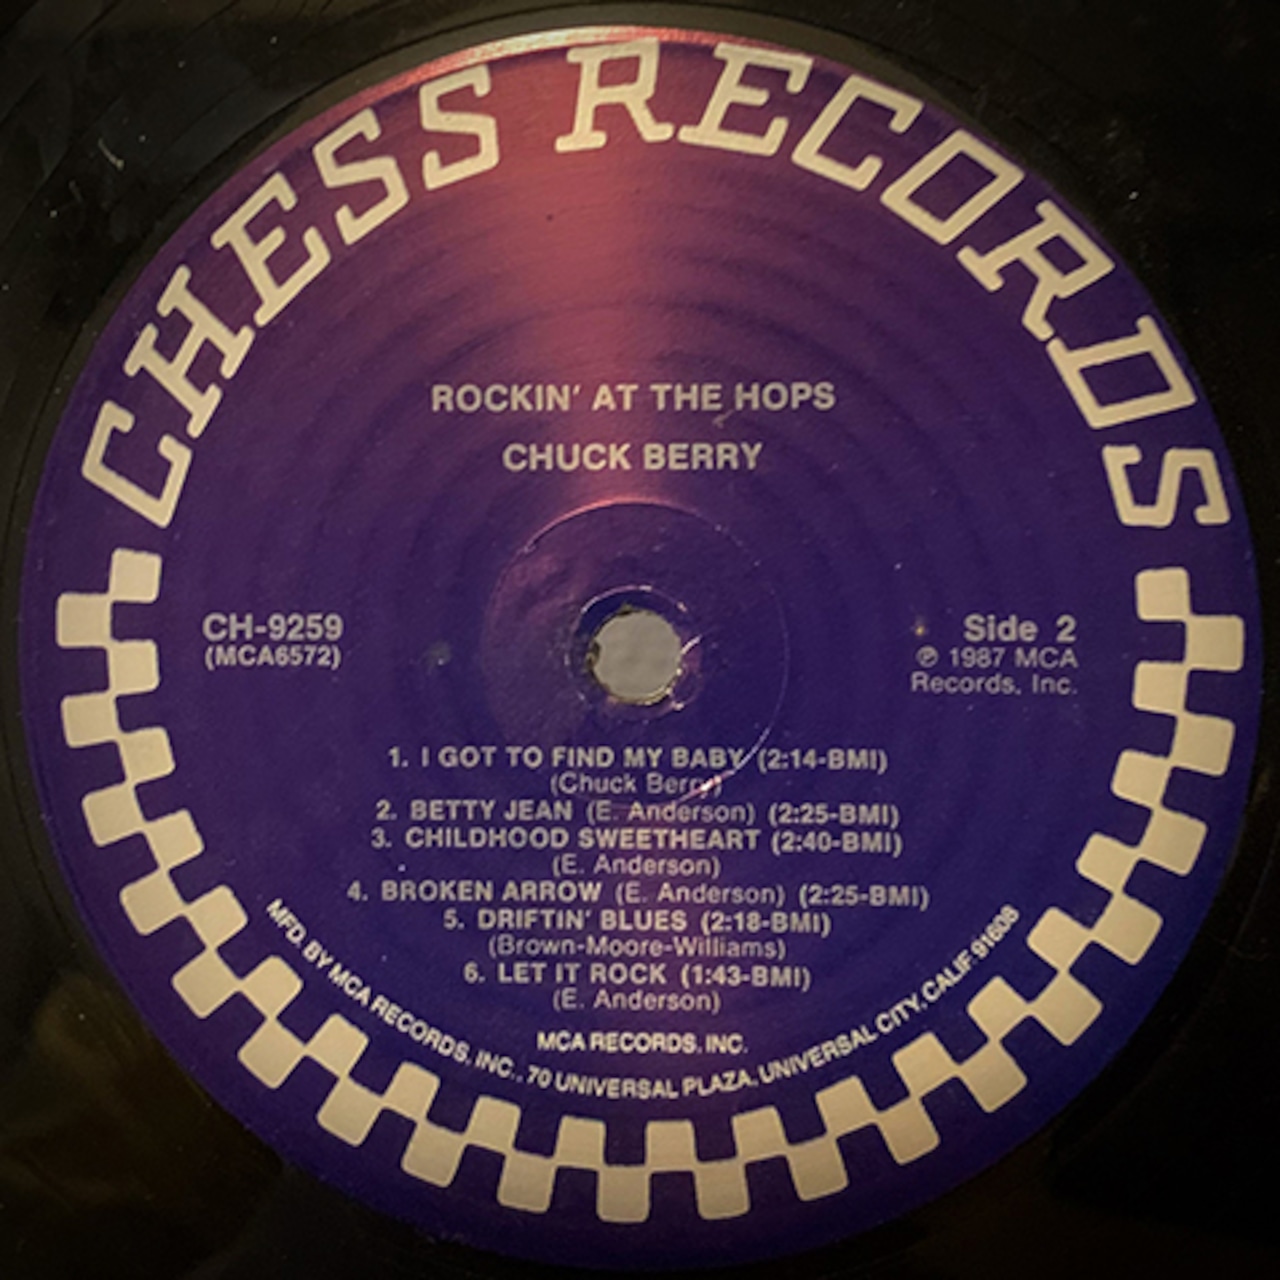 CHESS RECORDS
ROCKIN' AT THE HOPS
CHUCK BERRY
CH-9259
(MCA6572)
Side 2
℗ 1987 MCA
Records, Inc.
1. I GOT TO FIND MY BABY (2:14-BMI)
(Chuck Berry)
2. BETTY JEAN (E. Anderson) (2:25-BMI)
3. CHILDHOOD SWEETHEART (2:40-BMI)
(E. Anderson)
4. BROKEN ARROW (E. Anderson) (2:25-BMI)
5. DRIFTIN' BLUES (2:18-BMI)
(Brown-Moore-Williams)
6. LET IT ROCK (1:43-BMI)
(E. Anderson)
MCA RECORDS, INC.
MFD. BY MCA RECORDS, INC., 70 UNIVERSAL PLAZA, UNIVERSAL CITY, CALIF. 91608